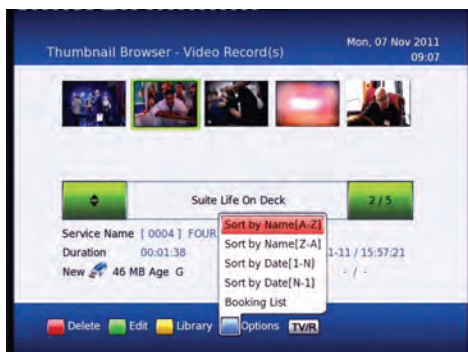 Thumbnail Browser - Video Record(s)
Mon, 07 Nov 2011
09:07
Suite Life On Deck
2 / 5
Service Name [ 0004 ] FOUR
Duration 00:01:38
1-11 / 15:57:21
New 46 MB Age G
- / -
Sort by Name[A-Z]
Sort by Name[Z-A]
Sort by Date[1-N]
Sort by Date[N-1]
Booking List
Delete Edit Library Options TV/R